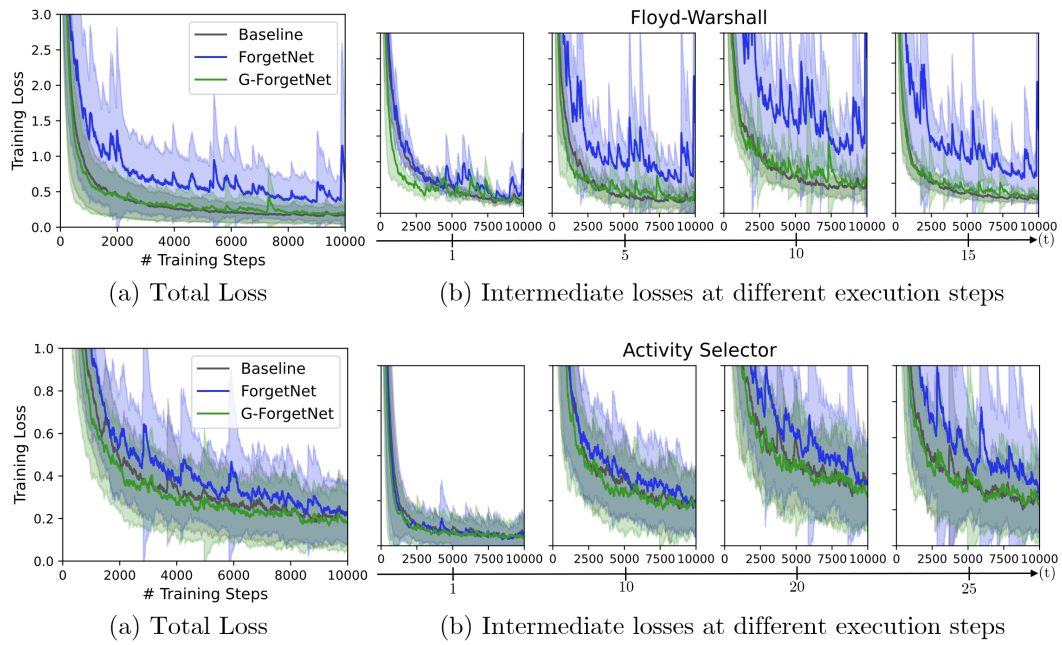 Floyd-Warshall
Training Loss
3.0
2.5
2.0
1.5
1.0
0.5
0.0
Baseline
ForgetNet
G-ForgetNet
0 2000 4000 6000 8000 10000
# Training Steps
0 2500 5000 7500 10000
0 2500 5000 7500 10000
0 2500 5000 7500 10000
0 2500 5000 7500 10000
1 5 10 15 (t)
(a) Total Loss
(b) Intermediate losses at different execution steps
Activity Selector
Training Loss
1.0
0.8
0.6
0.4
0.2
0.0
Baseline
ForgetNet
G-ForgetNet
0 2000 4000 6000 8000 10000
# Training Steps
0 2500 5000 7500 10000
0 2500 5000 7500 10000
0 2500 5000 7500 10000
0 2500 5000 7500 10000
1 10 20 25 (t)
(a) Total Loss
(b) Intermediate losses at different execution steps